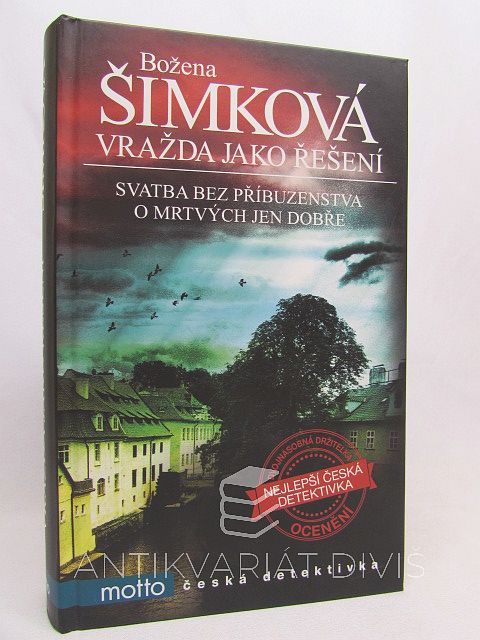 Božena
ŠIMKOVÁ
VRAŽDA JAKO ŘEŠENÍ
SVATBA BEZ PŘÍBUZENSTVA
O MRTVÝCH JEN DOBŘE
DRŽITELKA
NEJLEPŠÍ ČESKÁ
DETEKTIVKA
OCENĚNÍ
ANTIKVARIÁT DIVIŠ
motto česká detektivka